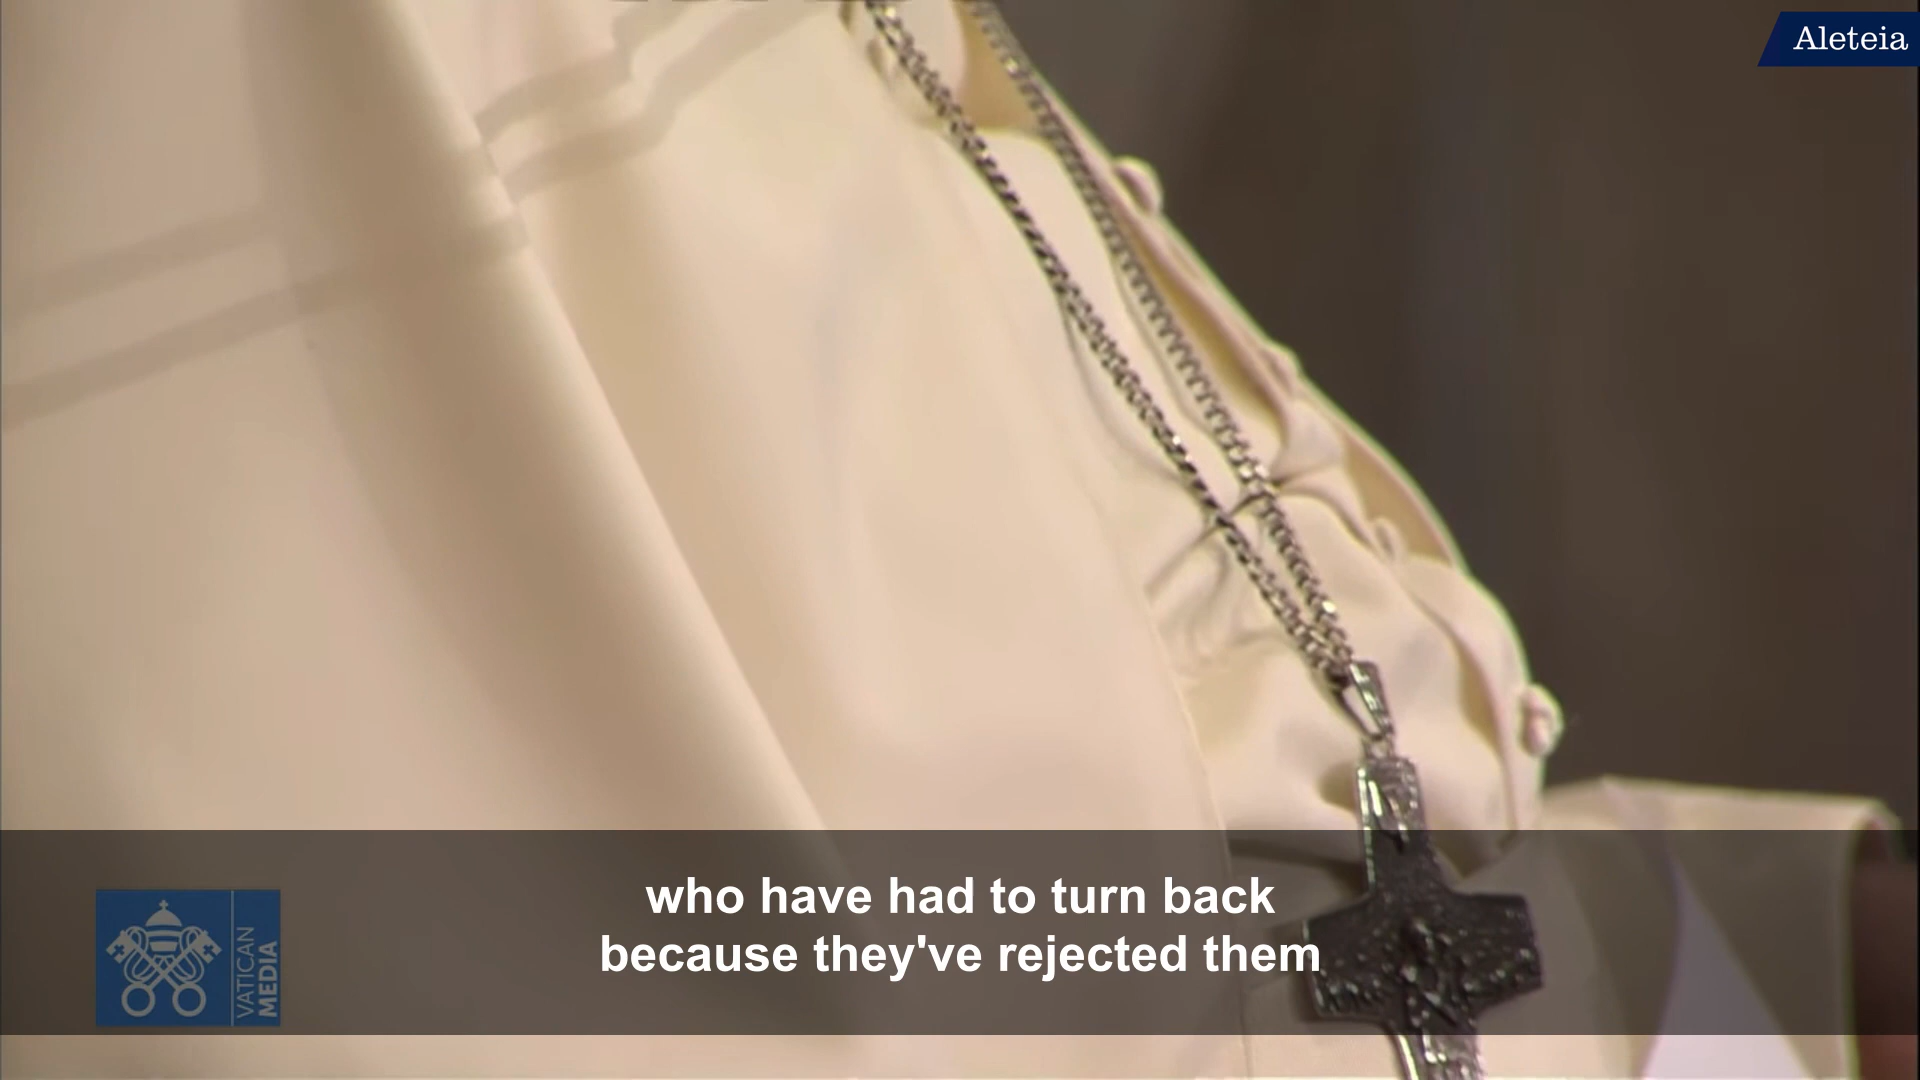 Aleteia
who have had to turn back
because they've rejected them
VATICAN
MEDIA